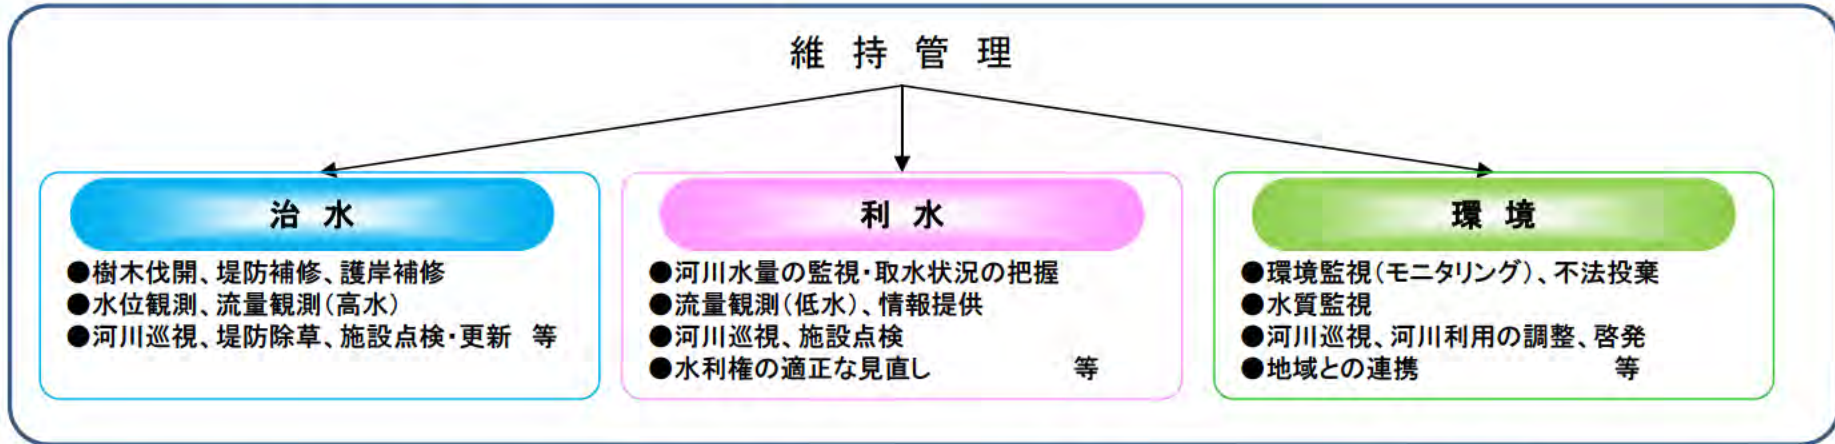 維 持 管 理
治 水
●樹木伐開、堤防補修、護岸補修
●水位観測、流量観測(高水)
●河川巡視、堤防除草、施設点検・更新 等
利 水
●河川水量の監視・取水状況の把握
●流量観測(低水)、情報提供
●河川巡視、施設点検
●水利権の適正な見直し 等
環 境
●環境監視(モニタリング)、不法投棄
●水質監視
●河川巡視、河川利用の調整、啓発
●地域との連携 等